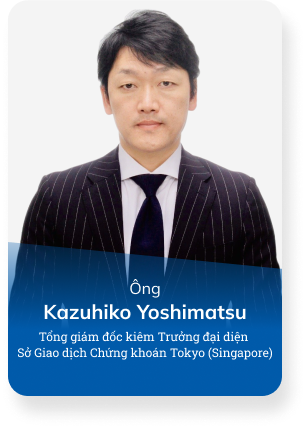 Ông
Kazuhiko Yoshimatsu
Tổng giám đốc kiêm Trưởng đại diện
Sở Giao dịch Chứng khoán Tokyo (Singapore)